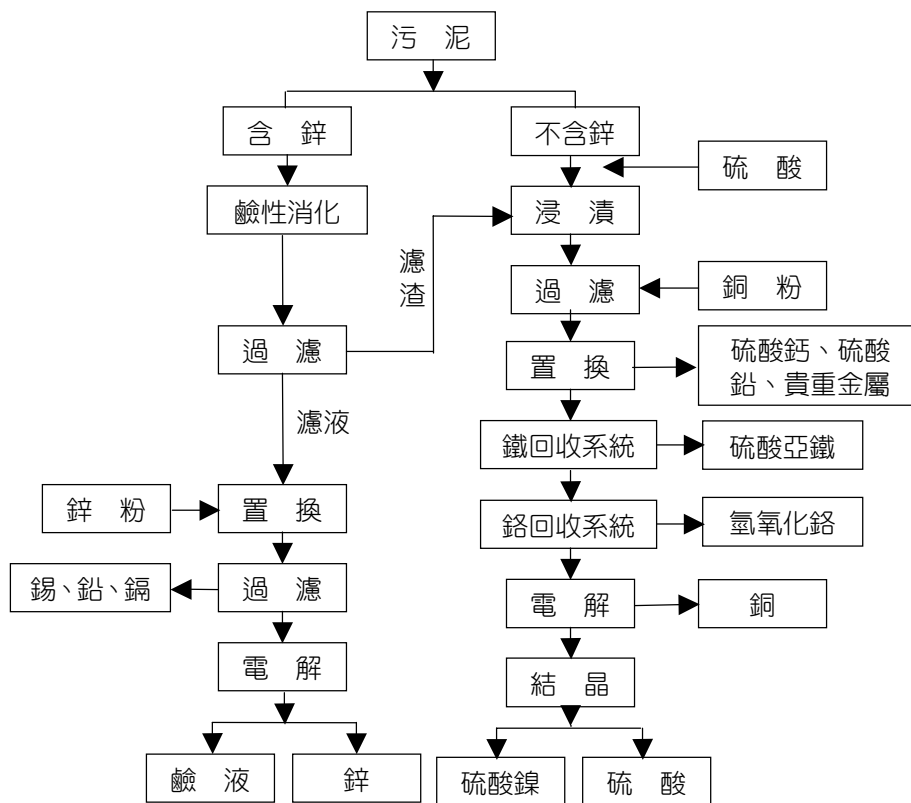 污 泥
含 鋅
不含鋅
硫 酸
鹼性消化
浸 漬
濾
渣
過 濾
銅 粉
過 濾
置 換
硫酸鈣、硫酸
鉛、貴重金屬
濾液
鐵回收系統
硫酸亞鐵
鋅 粉
置 換
鉻回收系統
氫氧化鉻
錫、鉛、鎘
過 濾
電 解
銅
電 解
結 晶
鹼 液
鋅
硫酸鎳
硫 酸